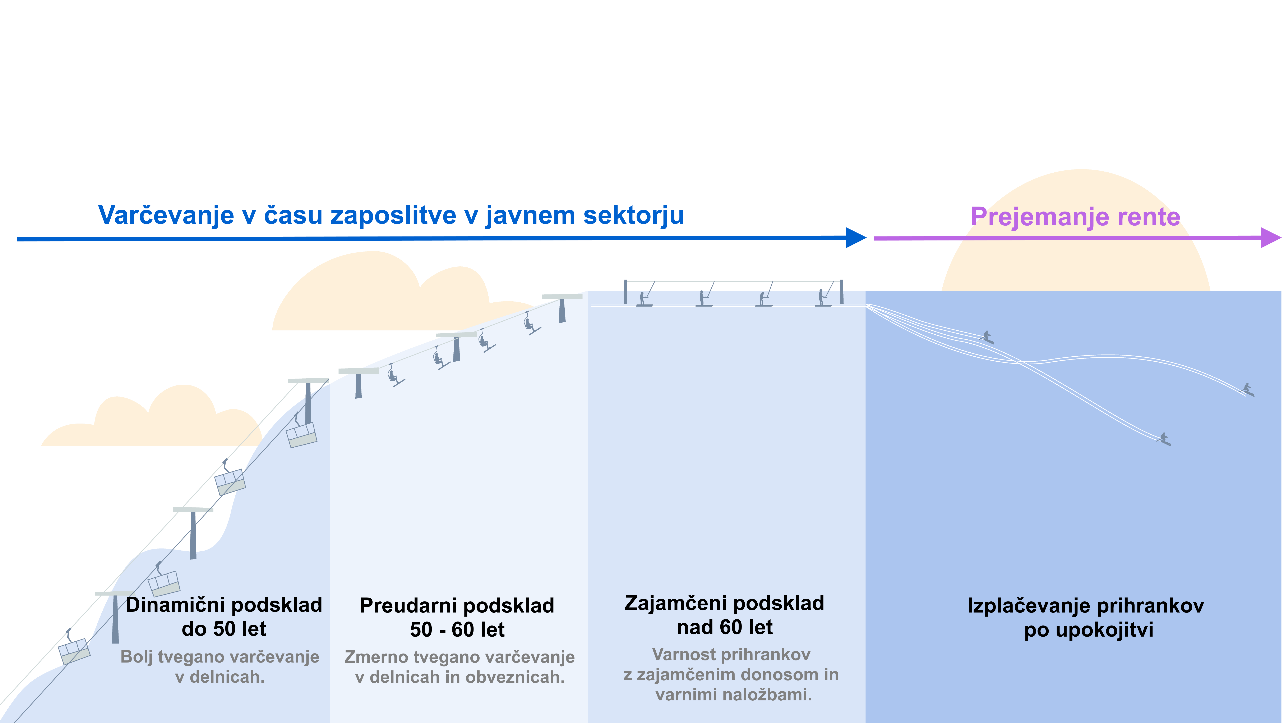 Varčevanje v času zaposlitve v javnem sektorju
Prejemanje rente
Dinamični podsklad
do 50 let
Bolj tvegano varčevanje
v delnicah.
Preudarni podsklad
50 - 60 let
Zmerno tvegano varčevanje
v delnicah in obveznicah.
Zajamčeni podsklad
nad 60 let
Varnost prihrankov
z zajamčenim donosom in
varnimi naložbami.
Izplačevanje prihrankov
po upokojitvi